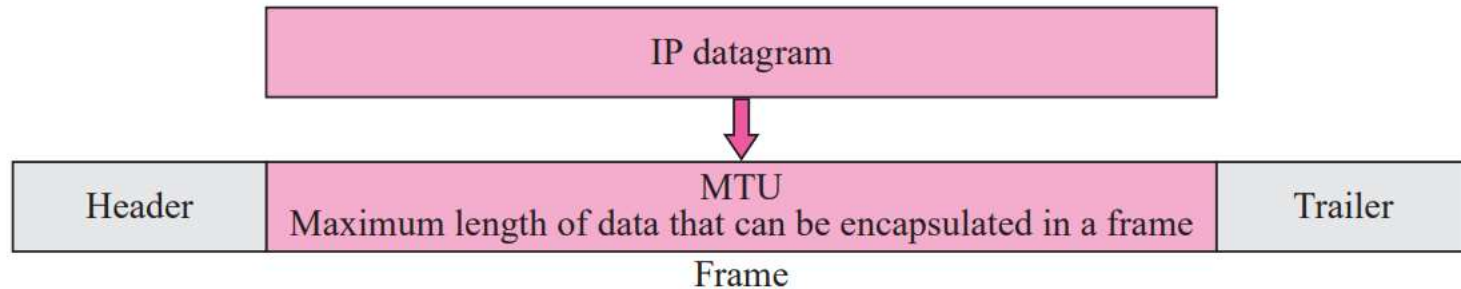 IP datagram
Header
MTU
Maximum length of data that can be encapsulated in a frame
Trailer
Frame